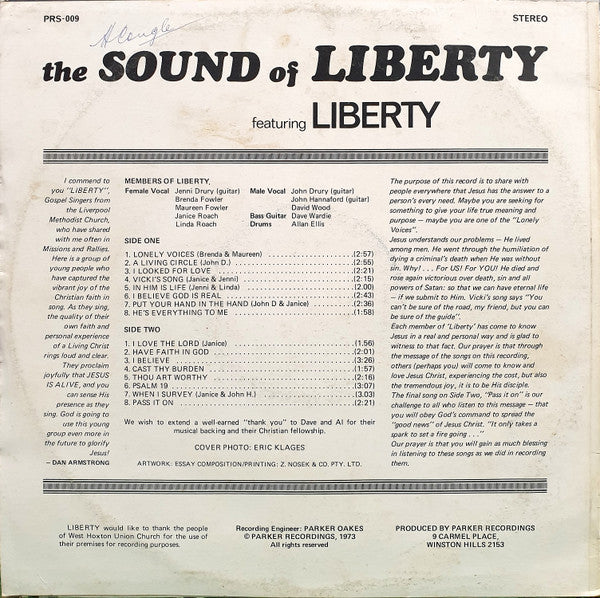 PRS-009
STEREO
the SOUND of LIBERTY
featuring LIBERTY
I commend to
you "LIBERTY",
Gospel Singers from
the Liverpool
Methodist Church,
who have shared
with me often in
Missions and Rallies.
Here is a group of
young people who
have captured the
vibrant joy of the
Christian faith in
song. As they sing,
the quality of their
own faith and
personal experience
of a Living Christ
rings loud and clear.
They proclaim
joyfully that JESUS
IS ALIVE, and you
can sense His
presence as they
sing. God is going to
use this young
group even more in
the future to glorify
Jesus!
– DAN ARMSTRONG
MEMBERS OF LIBERTY
Female Vocal Jenni Drury (guitar)
Brenda Fowler
Maureen Fowler
Janice Roach
Linda Roach
Male Vocal John Drury (guitar)
John Hannaford (guitar)
David Wood
Bass Guitar Dave Wardie
Drums Allan Ellis
SIDE ONE
1. LONELY VOICES (Brenda & Maureen) (2:57)
2. A LIVING CIRCLE (John D.) (2:55)
3. I LOOKED FOR LOVE (2:21)
4. VICKI'S SONG (Janice & Jenni) (2:15)
5. IN HIM IS LIFE (Jenni & Linda) (2.00)
6. I BELIEVE GOD IS REAL (2:43)
7. PUT YOUR HAND IN THE HAND (John D & Janice) (2:36)
8. HE'S EVERYTHING TO ME (1:58)
SIDE TWO
1. I LOVE THE LORD (Janice) (1.56)
2. HAVE FAITH IN GOD (2:01)
3. I BELIEVE (3:26)
4. CAST THY BURDEN (1:57)
5. THOU ART WORTHY (2:16)
6. PSALM 19 (3:07)
7. WHEN I SURVEY (Janice & John H.) (3.03)
8. PASS IT ON (2:21)
We wish to extend a well-earned "thank you" to Dave and Al for their
musical backing and their Christian fellowship.
COVER PHOTO: ERIC KLAGES
ARTWORK: ESSAY COMPOSITION/PRINTING: Z. NOSEK & CO. PTY. LTD.
The purpose of this record is to share with
people everywhere that Jesus has the answer to a
person's every need. Maybe you are seeking for
something to give your life true meaning and
purpose – maybe you are one of the "Lonely
Voices".
Jesus understands our problems – He lived
among men. He went through the humiliation of
dying a criminal's death when He was without
sin. Why! . . . For US! For YOU! He died and
rose again victorious over death, sin and all
powers of Satan: so that we can have eternal life
– if we submit to Him. Vicki's song says "You
can't be sure of the road, my friend, but you can
be sure of the guide".
Each member of 'Liberty' has come to know
Jesus in a real and personal way and is glad to
witness to that fact. Our prayer is that through
the message of the songs on this recording,
others (perhaps you) will come to know and
love Jesus Christ, experiencing the cost, but also
the tremendous joy, it is to be His disciple.
The final song on Side Two, "Pass it on" is our
challenge to all who listen to this message – that
you will obey God's command to spread the
"good news" of Jesus Christ. "It only takes a
spark to set a fire going . . ."
Our prayer is that you will gain as much blessing
in listening to these songs as we did in recording
them.
LIBERTY would like to thank the people
of West Hoxton Union Church for the use of
their premises for recording purposes.
Recording Engineer: PARKER OAKES
© PARKER RECORDINGS, 1973
All rights reserved
PRODUCED BY PARKER RECORDINGS
9 CARMEL PLACE,
WINSTON HILLS 2153